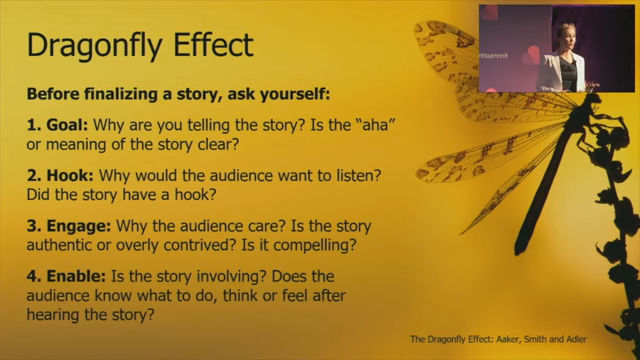 Dragonfly Effect
Before finalizing a story, ask yourself:
1. Goal: Why are you telling the story? Is the “aha”
or meaning of the story clear?
2. Hook: Why would the audience want to listen?
Did the story have a hook?
3. Engage: Why the audience care? Is the story
authentic or overly contrived? Is it compelling?
4. Enable: Is the story involving? Does the
audience know what to do, think or feel after
hearing the story?
The Dragonfly Effect: Aaker, Smith and Adler